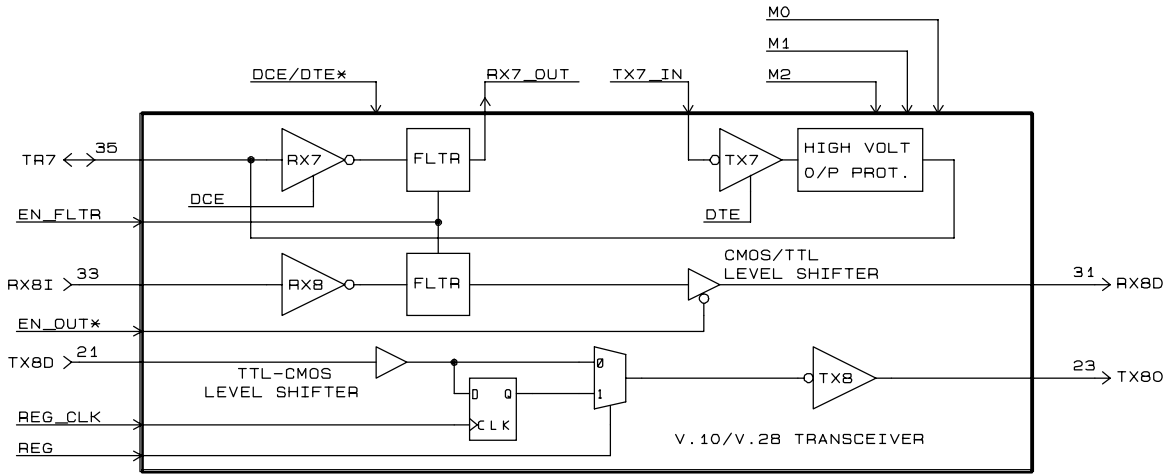 M0
M1
DCE/DTE* RX7_OUT TX7_IN M2
TR7 35
RX7
FLTR
TX7
HIGH VOLT
O/P PROT.
DCE
DTE
EN_FLTR
CMOS/TTL
LEVEL SHIFTER
RX8I 33
RX8
FLTR
31 RX8D
EN_OUT*
TX8D 21
TTL-CMOS
LEVEL SHIFTER
0
1
D Q
CLK
TX8
23 TX8O
REG_CLK
REG
V.10/V.28 TRANSCEIVER